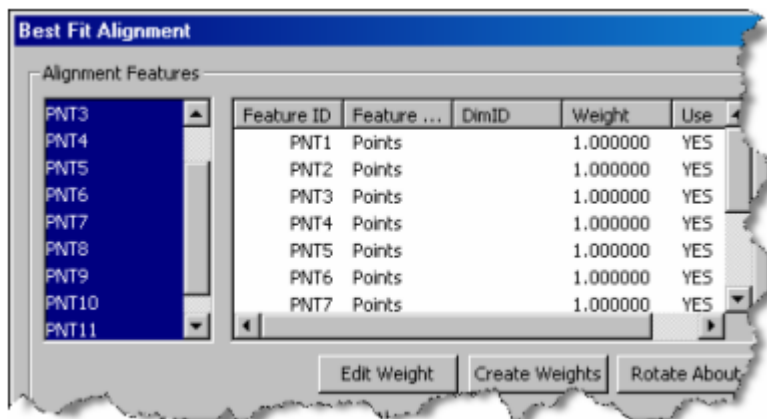 Best Fit Alignment
Alignment Features
PNT3
PNT4
PNT5
PNT6
PNT7
PNT8
PNT9
PNT10
PNT11
Feature ID Feature ... DimID Weight Use
PNT1 Points 1.000000 YES
PNT2 Points 1.000000 YES
PNT3 Points 1.000000 YES
PNT4 Points 1.000000 YES
PNT5 Points 1.000000 YES
PNT6 Points 1.000000 YES
PNT7 Points 1.000000 YES
Edit Weight Create Weights Rotate About